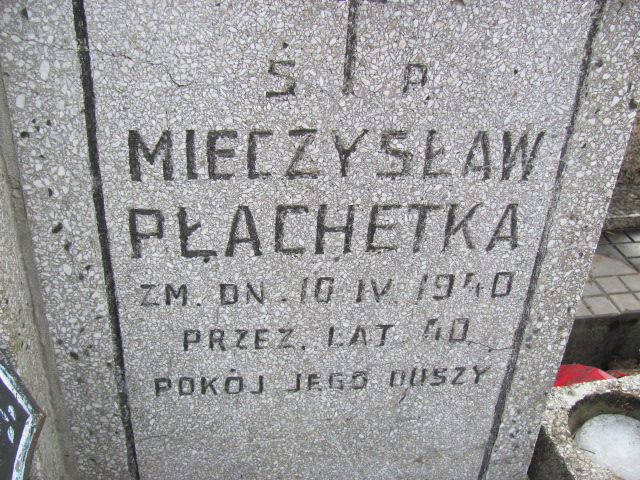 Ś P
MIECZYSŁAW
PŁACHETKA
ZM. DN. 10 IV 1940
PRZEZ. LAT 40
POKÓJ JEGO DUSZY